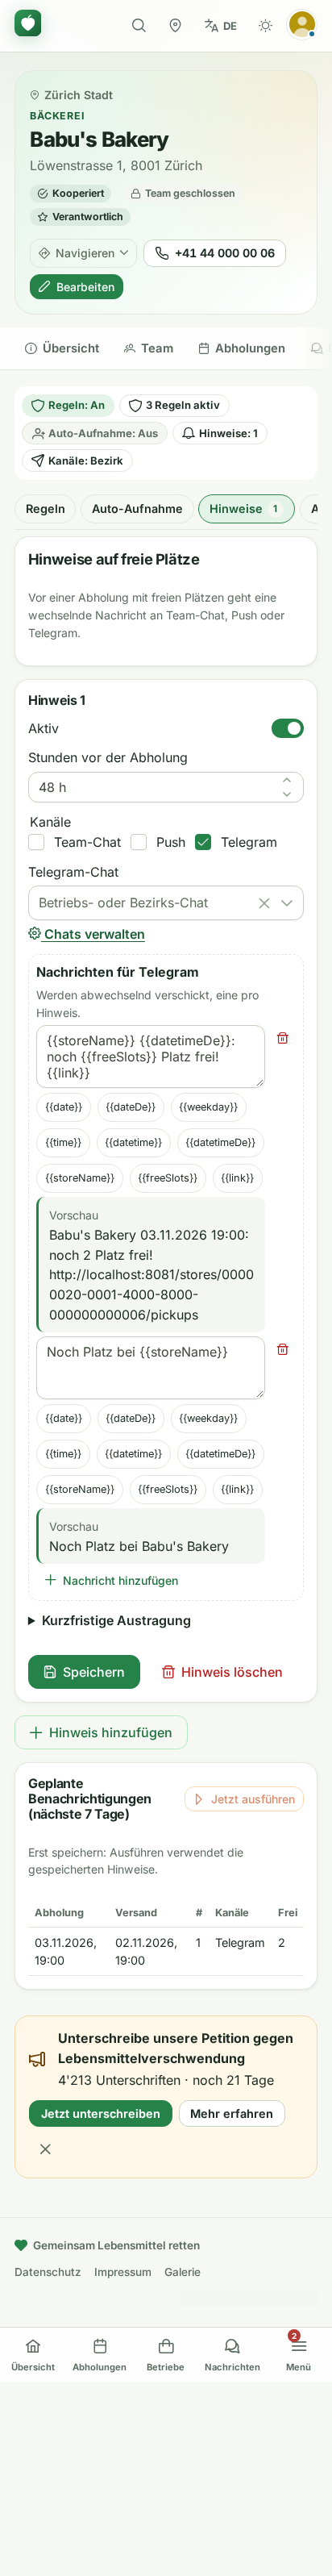 DE
Zürich Stadt
BÄCKEREI
Babu's Bakery
Löwenstrasse 1, 8001 Zürich
Kooperiert
Team geschlossen
Verantwortlich
Navigieren
+41 44 000 00 06
Bearbeiten
Übersicht
Team
Abholungen
Regeln: An
3 Regeln aktiv
Auto-Aufnahme: Aus
Hinweise: 1
Kanäle: Bezirk
Regeln
Auto-Aufnahme
Hinweise 1
Hinweise auf freie Plätze
Vor einer Abholung mit freien Plätzen geht eine
wechselnde Nachricht an Team-Chat, Push oder
Telegram.
Hinweis 1
Aktiv
Stunden vor der Abholung
48 h
Kanäle
Team-Chat
Push
Telegram
Telegram-Chat
Betriebs- oder Bezirks-Chat
Chats verwalten
Nachrichten für Telegram
Werden abwechselnd verschickt, eine pro
Hinweis.
{{storeName}} {{datetimeDe}}:
noch {{freeSlots}} Platz frei!
{{link}}
{{date}}
{{dateDe}}
{{weekday}}
{{time}}
{{datetime}}
{{datetimeDe}}
{{storeName}}
{{freeSlots}}
{{link}}
Vorschau
Babu's Bakery 03.11.2026 19:00:
noch 2 Platz frei!
http://localhost:8081/stores/0000
0020-0001-4000-8000-
000000000006/pickups
Noch Platz bei {{storeName}}
{{date}}
{{dateDe}}
{{weekday}}
{{time}}
{{datetime}}
{{datetimeDe}}
{{storeName}}
{{freeSlots}}
{{link}}
Vorschau
Noch Platz bei Babu's Bakery
Nachricht hinzufügen
Kurzfristige Austragung
Speichern
Hinweis löschen
Hinweis hinzufügen
Geplante
Benachrichtigungen
(nächste 7 Tage)
Jetzt ausführen
Erst speichern: Ausführen verwendet die
gespeicherten Hinweise.
Abholung Versand # Kanäle Frei
03.11.2026, 02.11.2026, 1 Telegram 2
19:00 19:00
Unterschreibe unsere Petition gegen
Lebensmittelverschwendung
4'213 Unterschriften · noch 21 Tage
Jetzt unterschreiben
Mehr erfahren
Gemeinsam Lebensmittel retten
Datenschutz Impressum Galerie
2
Übersicht
Abholungen
Betriebe
Nachrichten
Menü